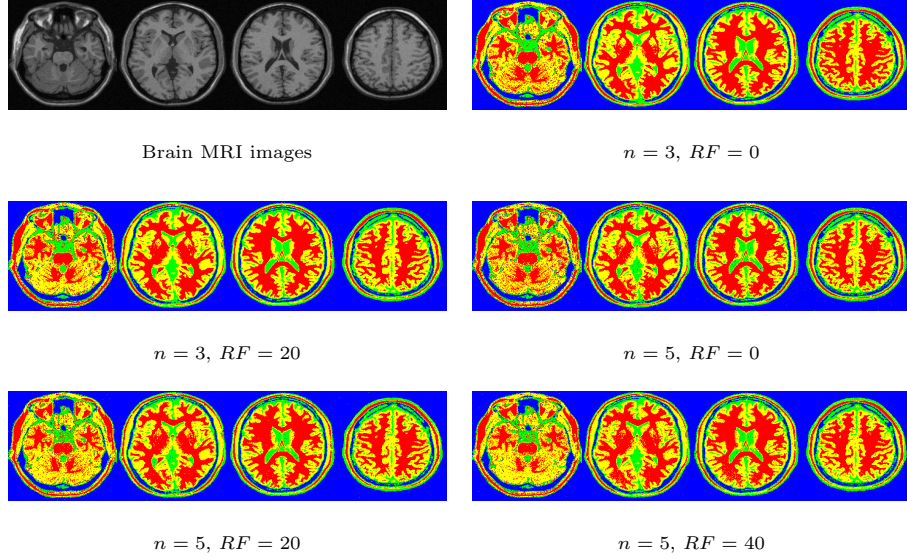 Brain MRI images
n = 3, RF = 0
n = 3, RF = 20
n = 5, RF = 0
n = 5, RF = 20
n = 5, RF = 40